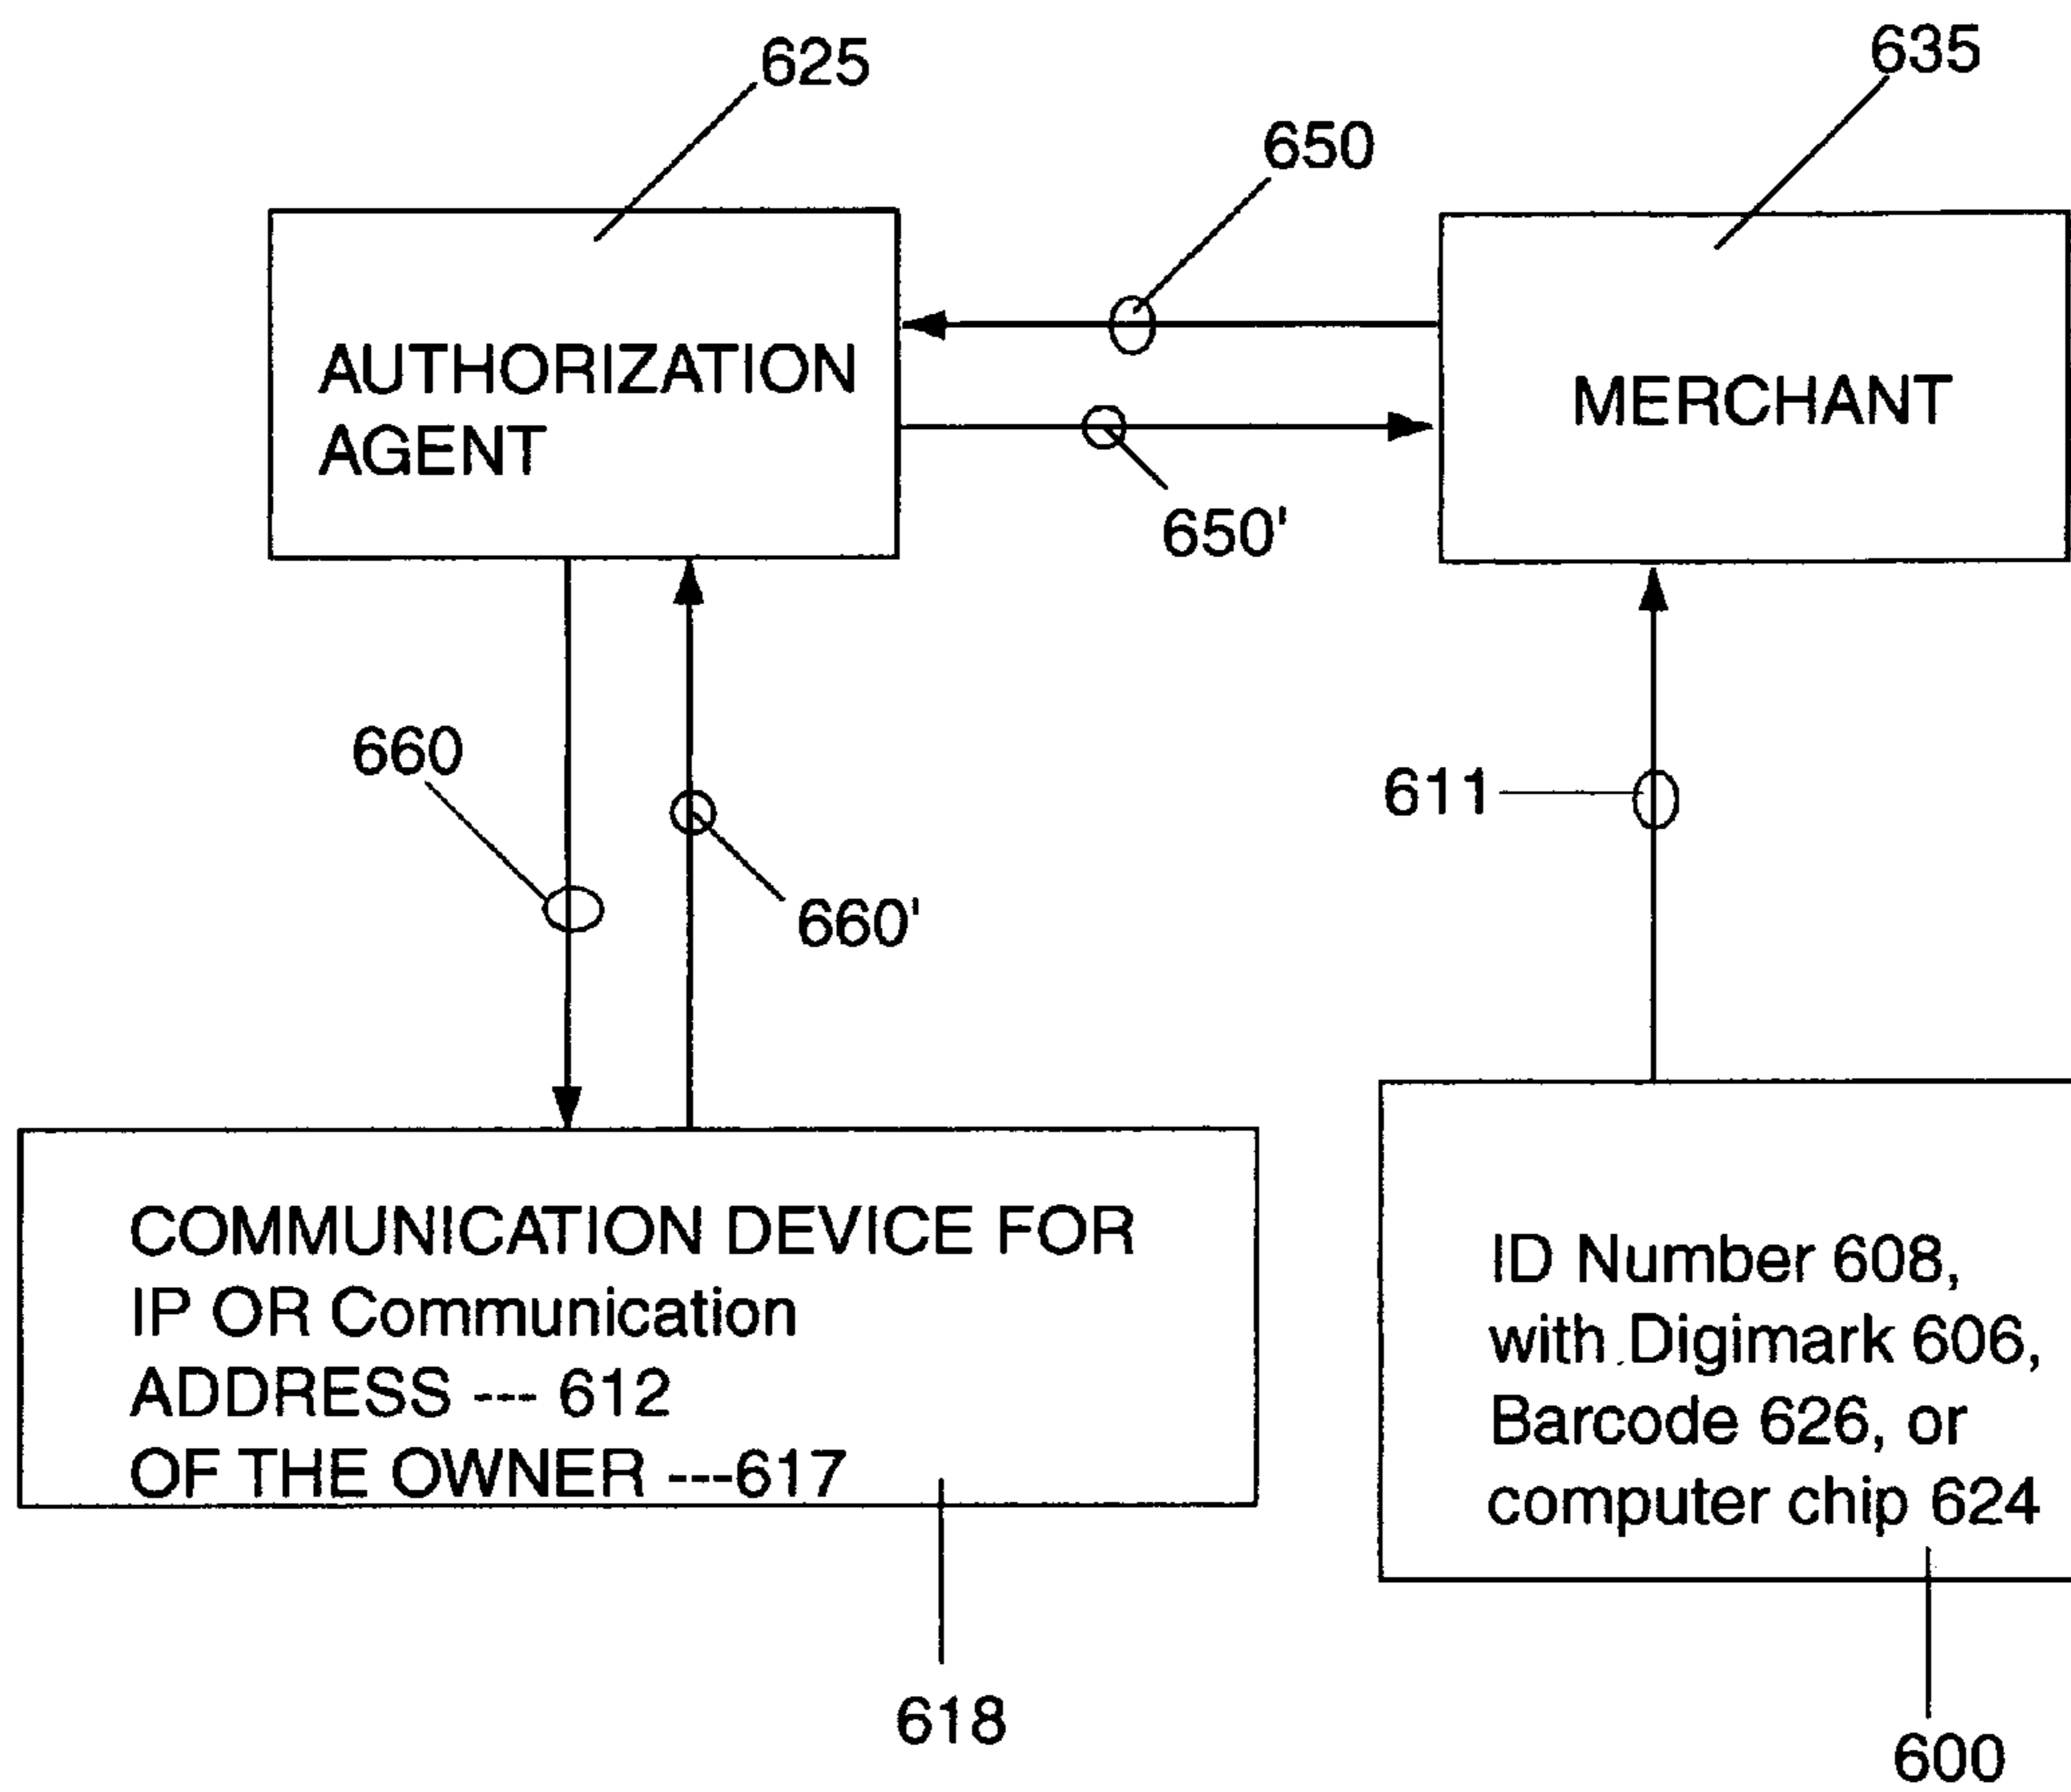 625
635
650
AUTHORIZATION
AGENT
MERCHANT
650'
660
611
660'
COMMUNICATION DEVICE FOR
IP OR Communication
ADDRESS --- 612
OF THE OWNER ---617
ID Number 608,
with Digimark 606,
Barcode 626, or
computer chip 624
618
600